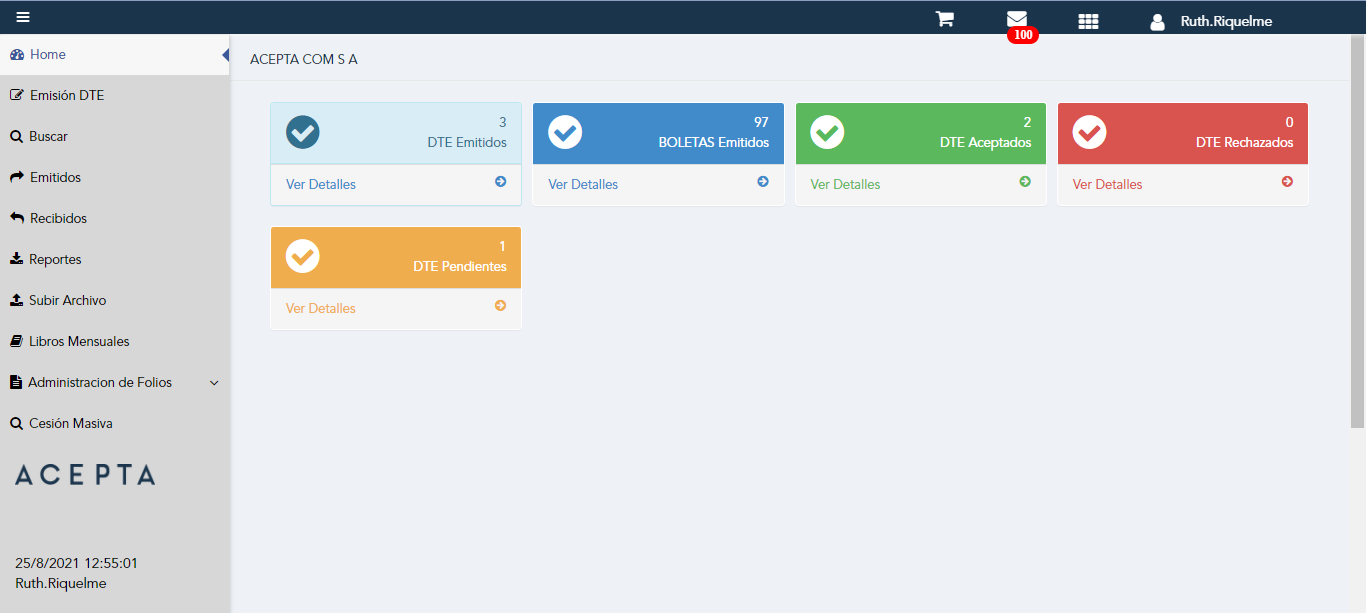 Ruth.Riquelme
100
Home
Emisión DTE
Buscar
Emitidos
Recibidos
Reportes
Subir Archivo
Libros Mensuales
Administracion de Folios
Cesión Masiva
ACEPTA
25/8/2021 12:55:01
Ruth.Riquelme
ACEPTA COM S A
3
DTE Emitidos
Ver Detalles
97
BOLETAS Emitidos
Ver Detalles
2
DTE Aceptados
Ver Detalles
0
DTE Rechazados
Ver Detalles
1
DTE Pendientes
Ver Detalles